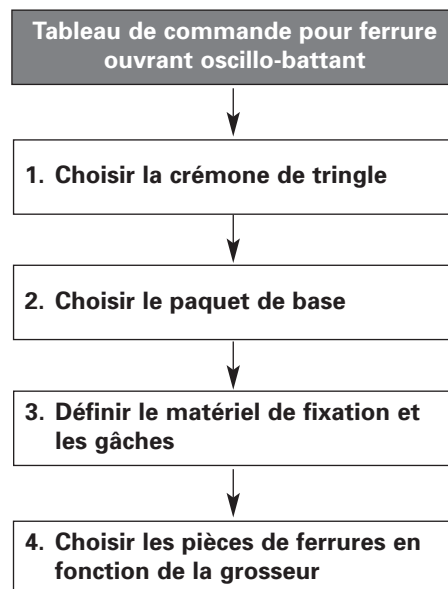 Tableau de commande pour ferrure
ouvrant oscillo-battant
1. Choisir la crémone de tringle
2. Choisir le paquet de base
3. Définir le matériel de fixation et
les gâches
4. Choisir les pièces de ferrures en
fonction de la grosseur